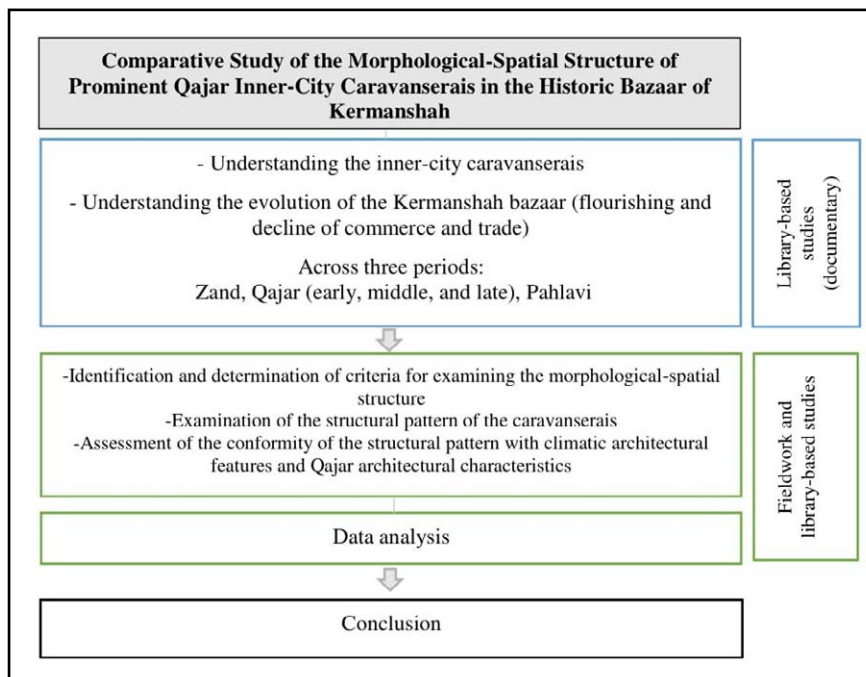 Comparative Study of the Morphological-Spatial Structure of
Prominent Qajar Inner-City Caravanserais in the Historic Bazaar of
Kermanshah
- Understanding the inner-city caravanserais
- Understanding the evolution of the Kermanshah bazaar (flourishing and
decline of commerce and trade)
Across three periods:
Zand, Qajar (early, middle, and late), Pahlavi
Library-based
studies
(documentary)
-Identification and determination of criteria for examining the morphological-spatial
structure
-Examination of the structural pattern of the caravanserais
-Assessment of the conformity of the structural pattern with climatic architectural
features and Qajar architectural characteristics
Fieldwork and
library-based studies
Data analysis
Conclusion